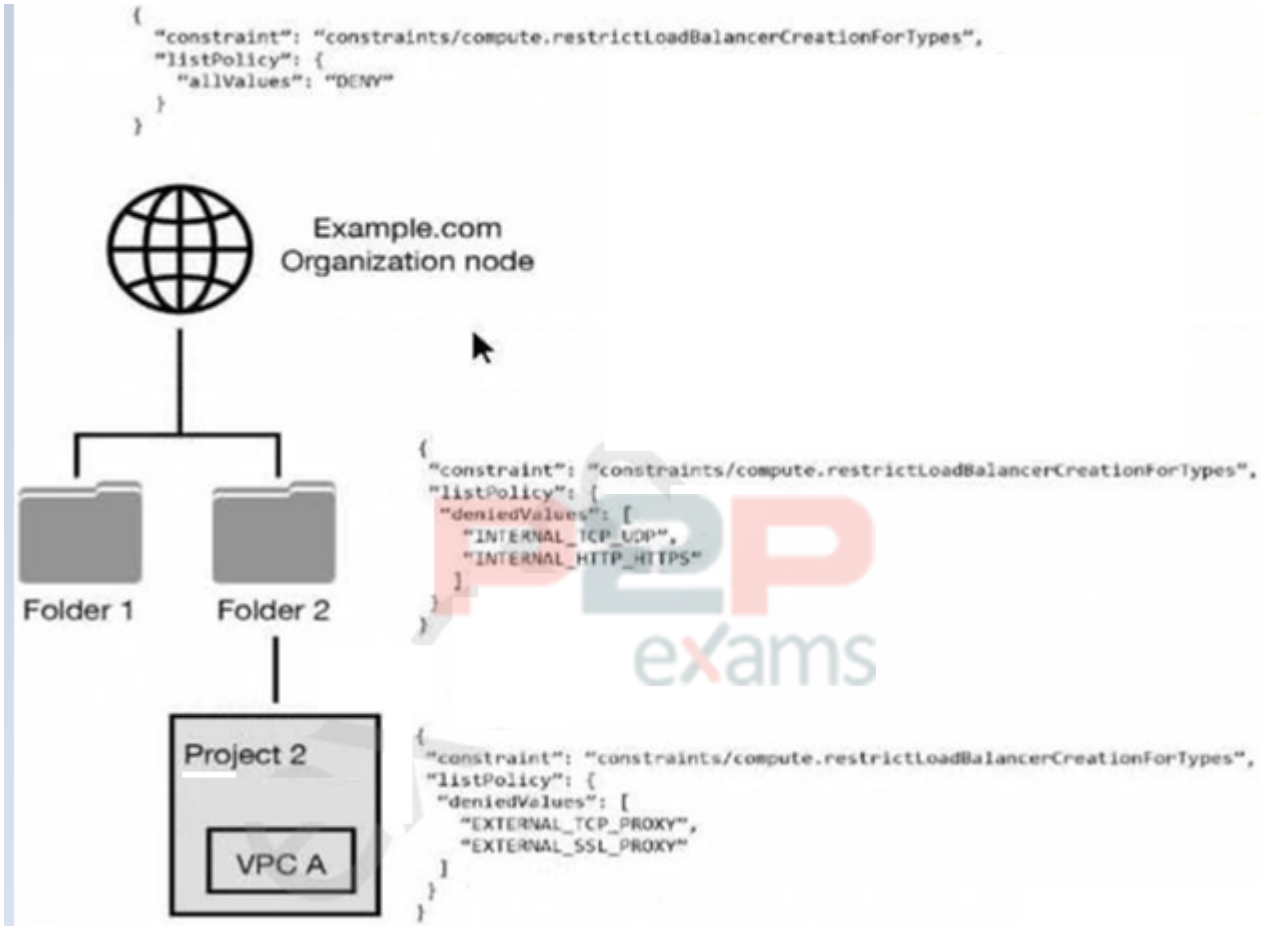 {
"constraint": "constraints/compute.restrictLoadBalancerCreationForTypes",
"listPolicy": {
"allValues": "DENY"
}
}
Example.com
Organization node
Folder 1
Folder 2
{
"constraint": "constraints/compute.restrictLoadBalancerCreationForTypes",
"listPolicy": {
"deniedValues": [
"INTERNAL_TCP_UDP",
"INTERNAL_HTTP_HTTPS"
]
}
}
P2P
exams
Project 2
VPC A
{
"constraint": "constraints/compute.restrictLoadBalancerCreationForTypes",
"listPolicy": {
"deniedValues": [
"EXTERNAL_TCP_PROXY",
"EXTERNAL_SSL_PROXY"
]
}
}